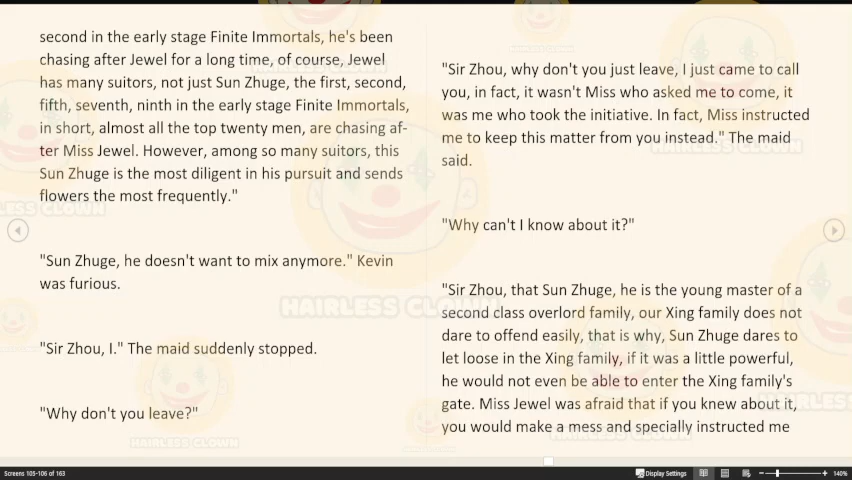 second in the early stage Finite Immortals, he's been
chasing after Jewel for a long time, of course, Jewel
has many suitors, not just Sun Zhuge, the first, second,
fifth, seventh, ninth in the early stage Finite Immortals,
in short, almost all the top twenty men, are chasing af-
ter Miss Jewel. However, among so many suitors, this
Sun Zhuge is the most diligent in his pursuit and sends
flowers the most frequently."
"Sun Zhuge, he doesn't want to mix anymore." Kevin
was furious.
"Sir Zhou, I." The maid suddenly stopped.
"Why don't you leave?"
"Sir Zhou, why don't you just leave, I just came to call
you, in fact, it wasn't Miss who asked me to come, it
was me who took the initiative. In fact, Miss instructed
me to keep this matter from you instead." The maid
said.
"Why can't I know about it?"
"Sir Zhou, that Sun Zhuge, he is the young master of a
second class overlord family, our Xing family does not
dare to offend easily, that is why, Sun Zhuge dares to
let loose in the Xing family, if it was a little powerful,
he would not even be able to enter the Xing family's
gate. Miss Jewel was afraid that if you knew about it,
you would make a mess and specially instructed me
HAIRLESS CLOWN
HAIRLESS CLOWN
HAIRLESS CLOWN
LESS CLOWN
HAIRLESS CLOWN
HAIRLESS CLOWN
HAIRLESS
Screens 105-106 of 163
Display Settings
140%